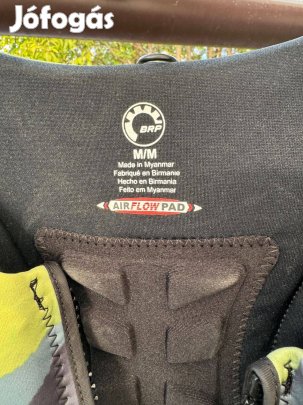 Jófogás
BRP
M/M
Made in Myanmar
Fabriqué en Birmanie
Hecho en Birmania
Feito em Myanmar
AIRFLOW PAD